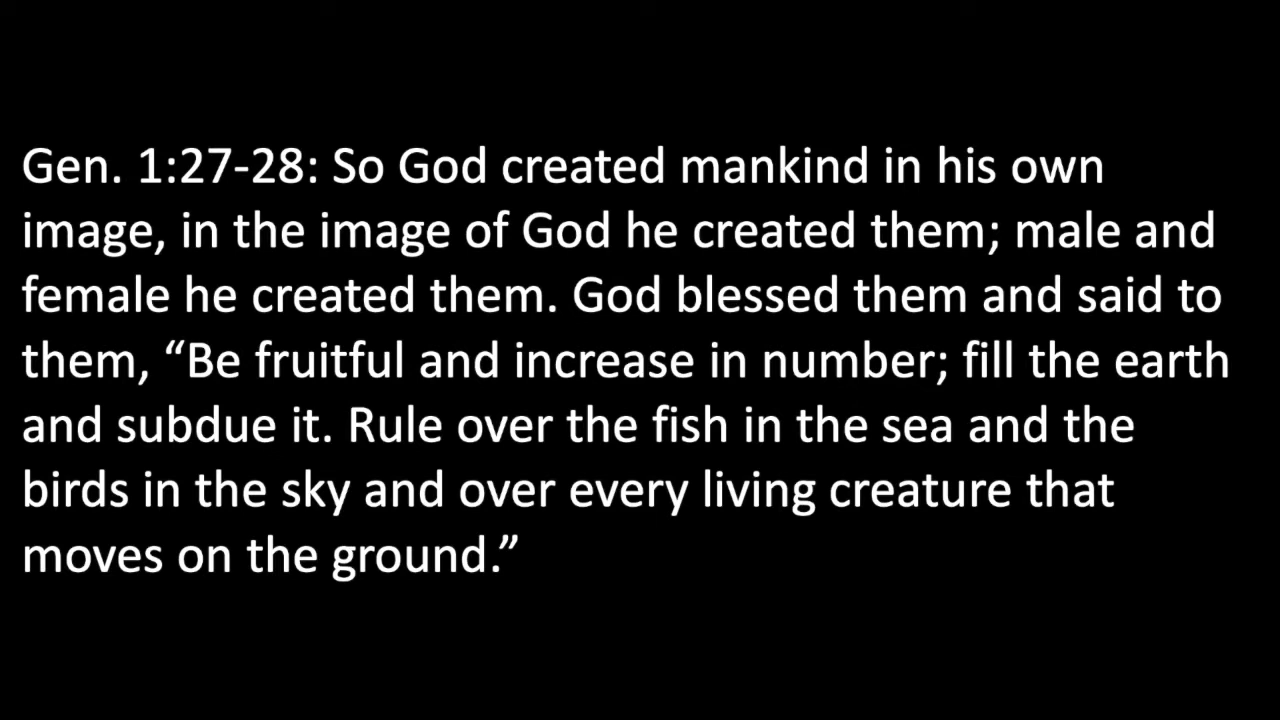 Gen. 1:27-28: So God created mankind in his own
image, in the image of God he created them; male and
female he created them. God blessed them and said to
them, “Be fruitful and increase in number; fill the earth
and subdue it. Rule over the fish in the sea and the
birds in the sky and over every living creature that
moves on the ground.”